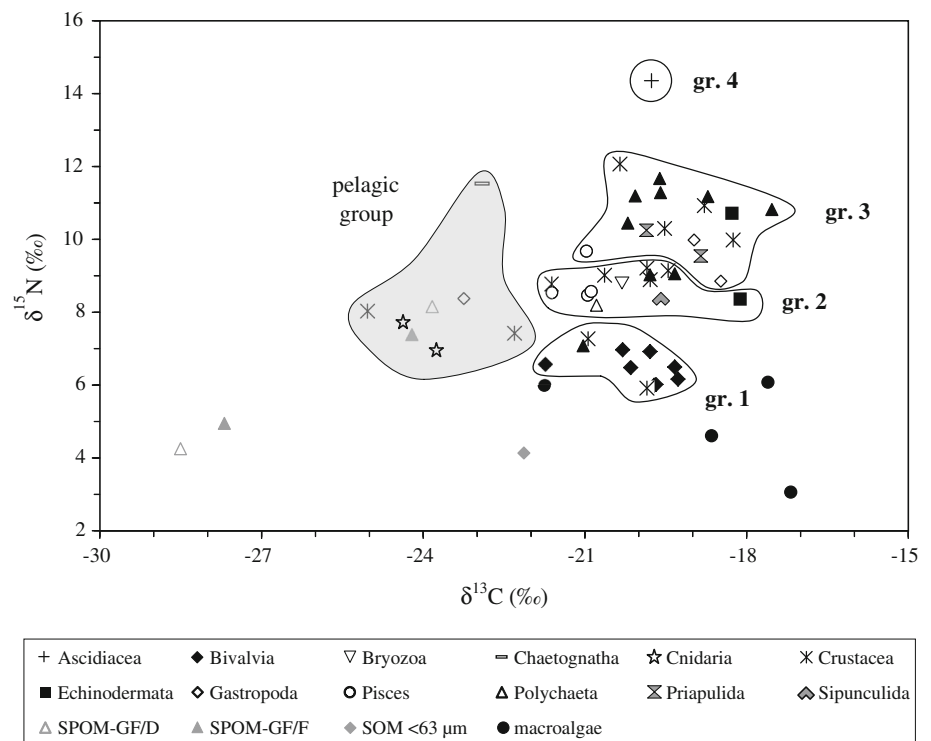 16
14
12
10
8
6
4
2
δ15N (‰)
gr. 4
pelagic
group
gr. 3
gr. 2
gr. 1
-30 -27 -24 -21 -18 -15
δ13C (‰)
Ascidiacea Bivalvia Bryozoa Chaetognatha Cnidaria Crustacea
Echinodermata Gastropoda Pisces Polychaeta Priapulida Sipunculida
SPOM-GF/D SPOM-GF/F SOM <63 μm macroalgae